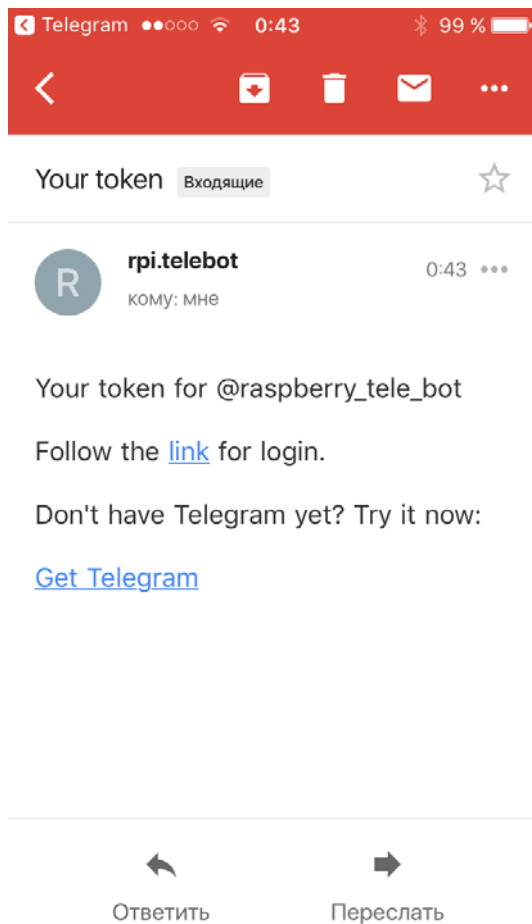 Telegram 0:43 99 %
Your token Входящие
R rpi.telebot 0:43
кому: мне
Your token for @raspberry_tele_bot
Follow the link for login.
Don't have Telegram yet? Try it now:
Get Telegram
Ответить Переслать